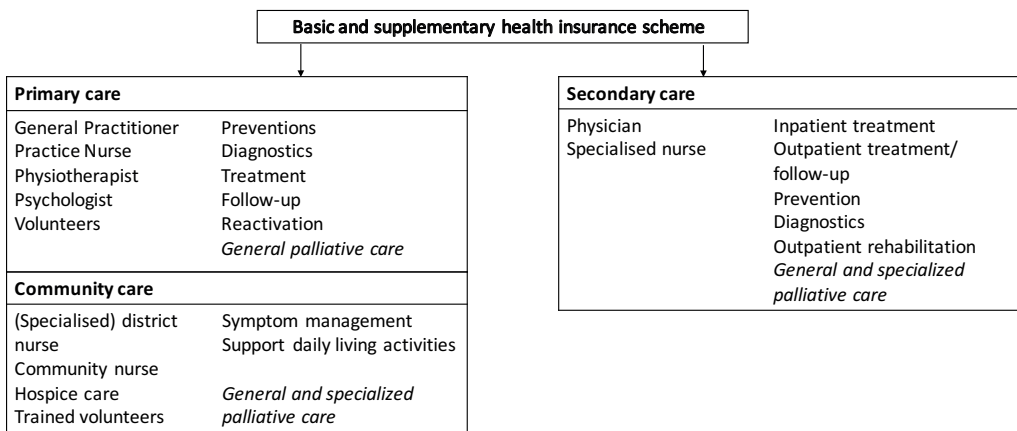 Basic and supplementary health insurance scheme
Primary care
General Practitioner Preventions
Practice Nurse Diagnostics
Physiotherapist Treatment
Psychologist Follow-up
Volunteers Reactivation
General palliative care
Community care
(Specialised) district Symptom management
nurse Support daily living activities
Community nurse
Hospice care General and specialized
Trained volunteers palliative care
Secondary care
Physician Inpatient treatment
Specialised nurse Outpatient treatment/
follow-up
Prevention
Diagnostics
Outpatient rehabilitation
General and specialized
palliative care